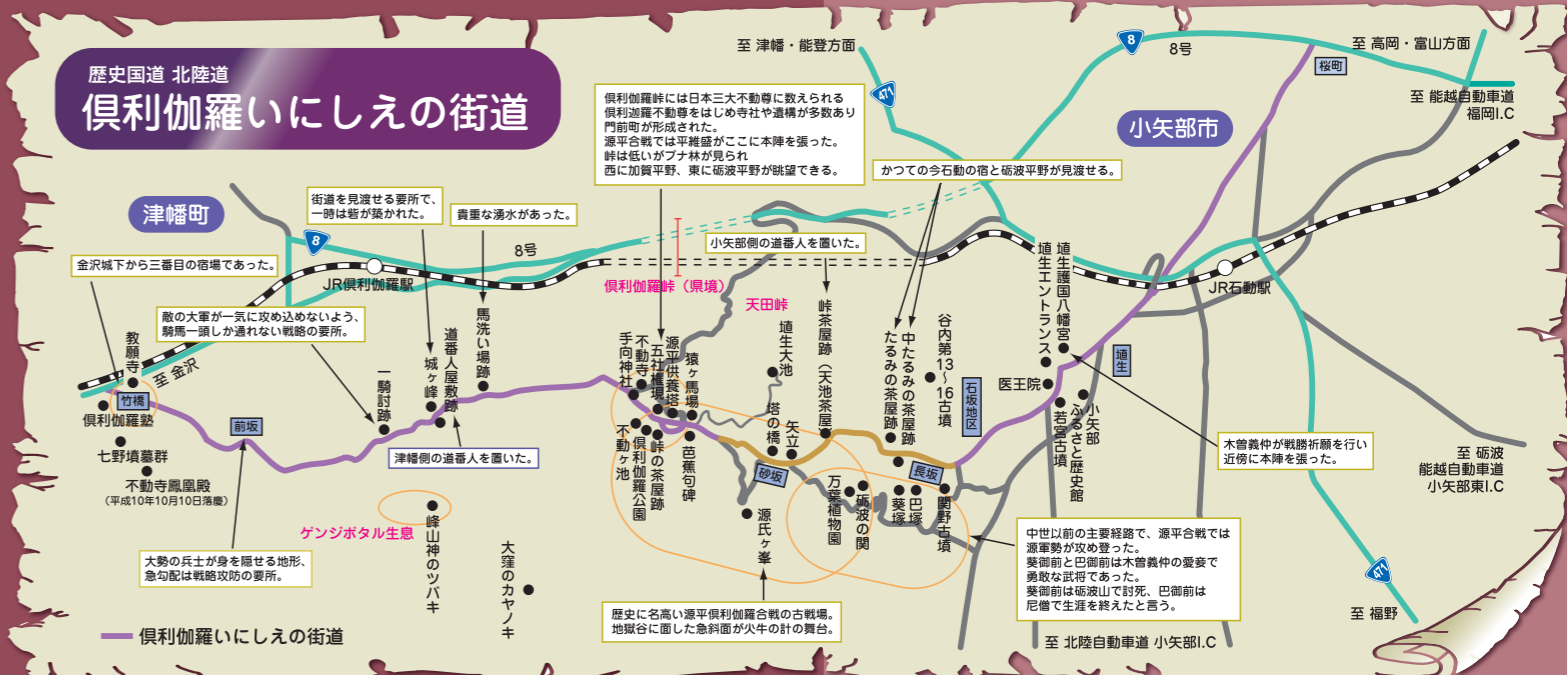 歴史国道 北陸道
倶利伽羅いにしえの街道
至 津幡・能登方面
471
8
8号
至 高岡・富山方面
桜町
至 能越自動車道
福岡I.C
小矢部市
倶利伽羅峠には日本三大不動尊に数えられる
倶利迦羅不動尊をはじめ寺社や遺構が多数あり
門前町が形成された。
源平合戦では平維盛がここに本陣を張った。
峠は低いがブナ林が見られ
西に加賀平野、東に砺波平野が眺望できる。
かつての今石動の宿と砺波平野が見渡せる。
津幡町
街道を見渡せる要所で、
一時は砦が築かれた。
貴重な湧水があった。
8
8号
小矢部側の道番人を置いた。
金沢城下から三番目の宿場であった。
JR倶利伽羅駅
倶利伽羅峠（県境）
天田峠
JR石動駅
敵の大軍が一気に攻め込めないよう、
騎馬一頭しか通れない戦略の要所。
教願寺
至 金沢
竹橋
倶利伽羅塾
七野墳墓群
不動寺鳳凰殿
（平成10年10月10日落慶）
前坂
一騎討跡
城ヶ峰
道番人屋敷跡
馬洗い場跡
津幡側の道番人を置いた。
大勢の兵士が身を隠せる地形、
急勾配は戦略攻防の要所。
ゲンジボタル生息
峰山神のツバキ
大窪のカヤノキ
手向神社
不動寺
五社権現
源平供養塔
猿ヶ馬場
不動ヶ池
倶利伽羅公園
峠の茶屋跡
芭蕉句碑
埴生大池
塔の橋
矢立
峠茶屋跡（天池茶屋）
砂坂
源氏ヶ峯
万葉植物園
砺波の関
たるみの茶屋跡
中たるみの茶屋跡
谷内第13〜16古墳
長坂
葵塚
巴塚
関野古墳
石坂地区
埴生エントランス
埴生護国八幡宮
医王院
若宮古墳
小矢部
ふるさと歴史館
埴生
木曽義仲が戦勝祈願を行い
近傍に本陣を張った。
至 砺波
能越自動車道
小矢部東I.C
歴史に名高い源平倶利伽羅合戦の古戦場。
地獄谷に面した急斜面が火牛の計の舞台。
中世以前の主要経路で、源平合戦では
源軍勢が攻め登った。
葵御前と巴御前は木曽義仲の愛妾で
勇敢な武将であった。
葵御前は砺波山で討死、巴御前は
尼僧で生涯を終えたと言う。
471
至 福野
至 北陸自動車道 小矢部I.C
倶利伽羅いにしえの街道